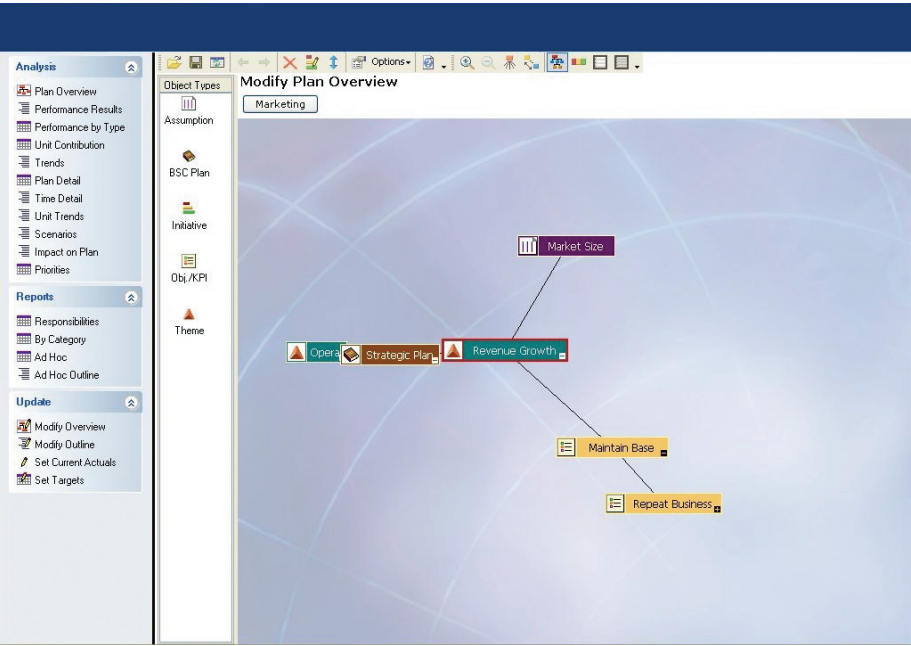 Analysis
Plan Overview
Performance Results
Performance by Type
Unit Contribution
Trends
Plan Detail
Time Detail
Unit Trends
Scenarios
Impact on Plan
Priorities
Reports
Responsibilities
By Category
Ad Hoc
Ad Hoc Outline
Update
Modify Overview
Modify Outline
Set Current Actuals
Set Targets
Options
Object Types
Assumption
BSC Plan
Initiative
Obj./KPI
Theme
Modify Plan Overview
Marketing
Market Size
Opera
Strategic Plan
Revenue Growth
Maintain Base
Repeat Business